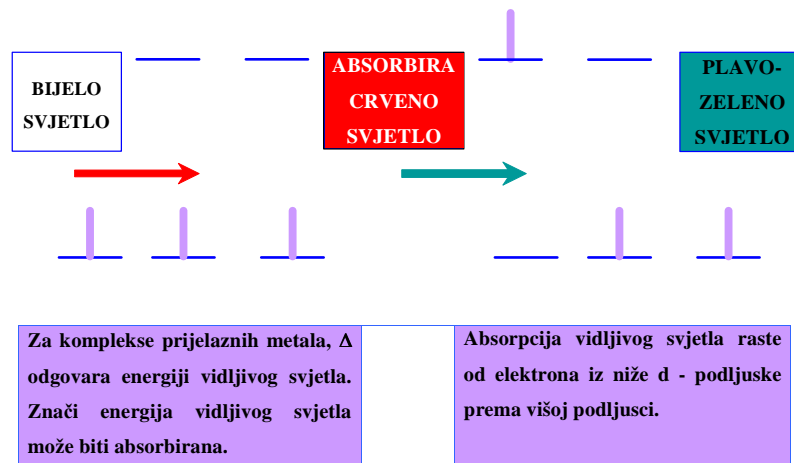 BIJELO
SVJETLO
ABSORBIRA
CRVENO
SVJETLO
PLAVO-
ZELENO
SVJETLO
Za komplekse prijelaznih metala, Δ
odgovara energiji vidljivog svjetla.
Znači energija vidljivog svjetla
može biti absorbirana.
Absorpcija vidljivog svjetla raste
od elektrona iz niže d - podljuske
prema višoj podljusci.